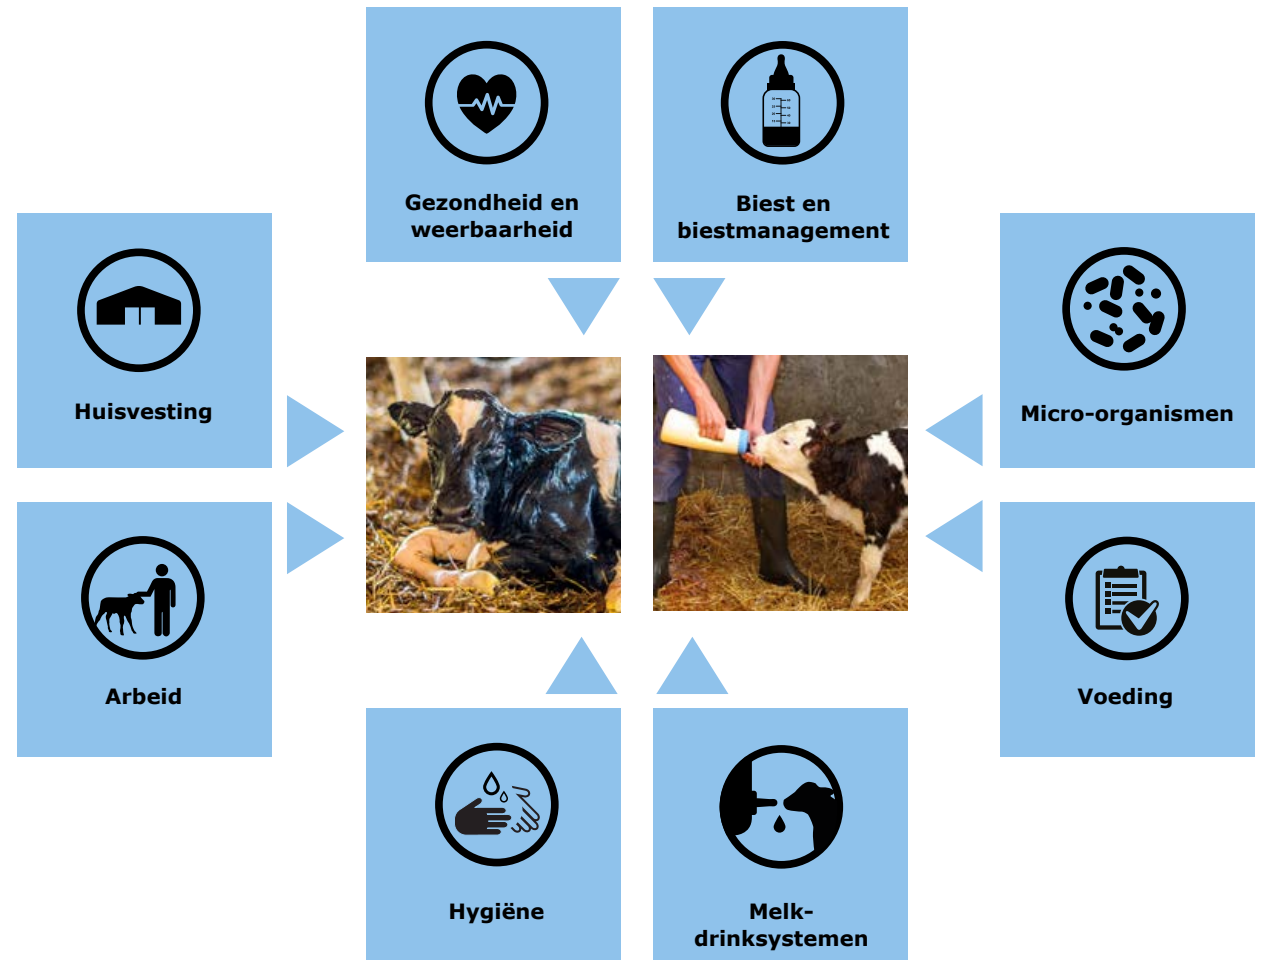 Gezondheid en
weerbaarheid
Biest en
biestmanagement
Huisvesting
Micro-organismen
Arbeid
Voeding
Hygiëne
Melk-
drinksystemen